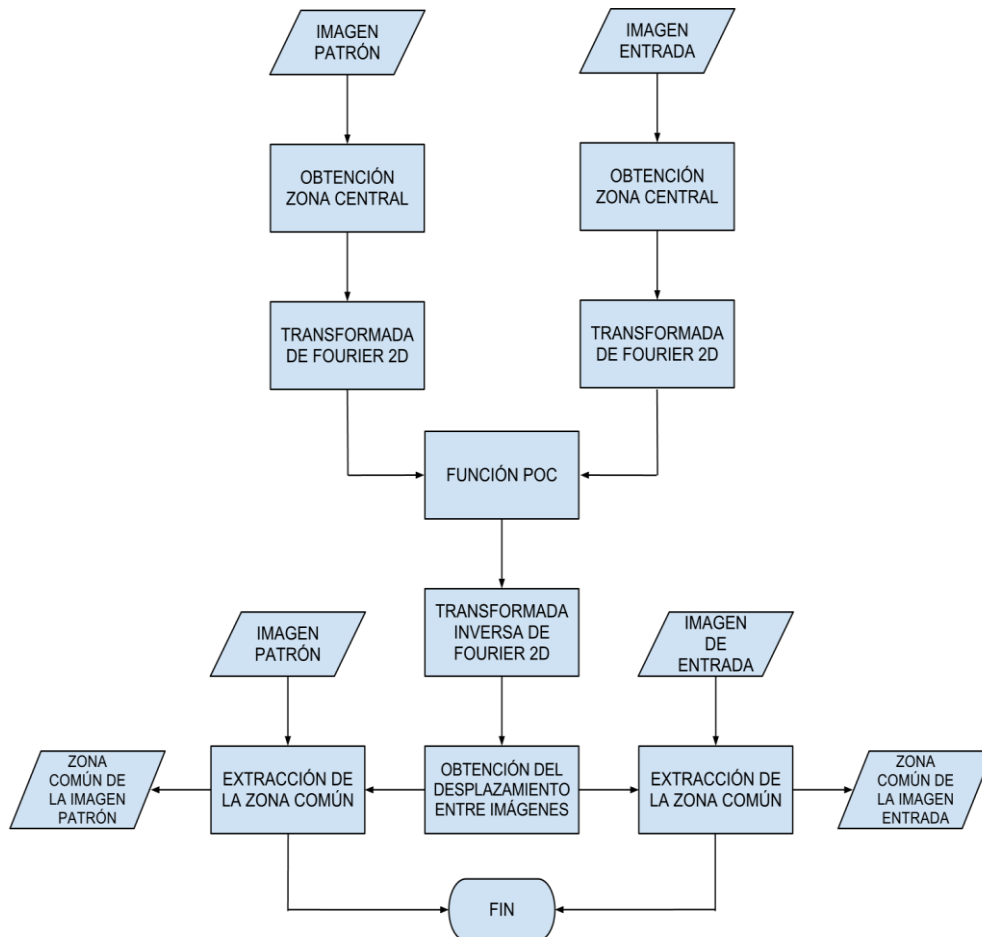 IMAGEN
PATRÓN
IMAGEN
ENTRADA
OBTENCIÓN
ZONA CENTRAL
OBTENCIÓN
ZONA CENTRAL
TRANSFORMADA
DE FOURIER 2D
TRANSFORMADA
DE FOURIER 2D
FUNCIÓN POC
IMAGEN
PATRÓN
TRANSFORMADA
INVERSA DE
FOURIER 2D
IMAGEN
DE
ENTRADA
ZONA
COMÚN DE
LA IMAGEN
PATRÓN
EXTRACCIÓN DE
LA ZONA COMÚN
OBTENCIÓN DEL
DESPLAZAMIENTO
ENTRE IMÁGENES
EXTRACCIÓN DE
LA ZONA COMÚN
ZONA
COMÚN DE
LA IMAGEN
ENTRADA
FIN